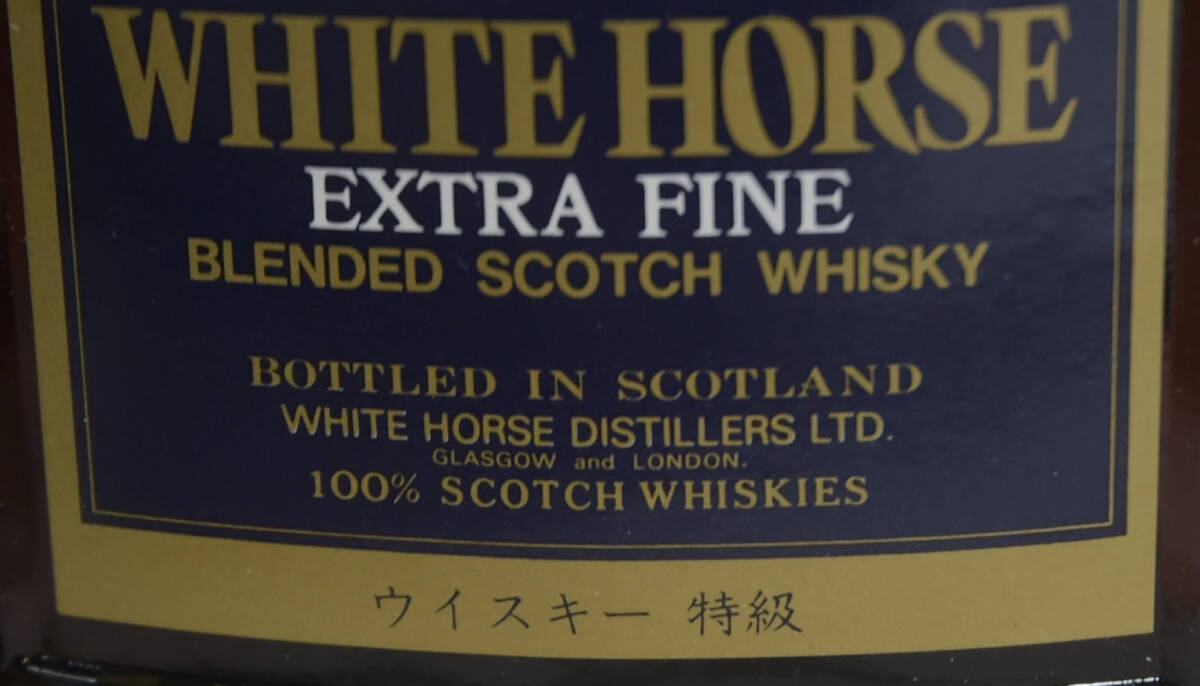 WHITE HORSE
EXTRA FINE
BLENDED SCOTCH WHISKY
BOTTLED IN SCOTLAND
WHITE HORSE DISTILLERS LTD.
GLASGOW and LONDON.
100% SCOTCH WHISKIES
ウイスキー 特級